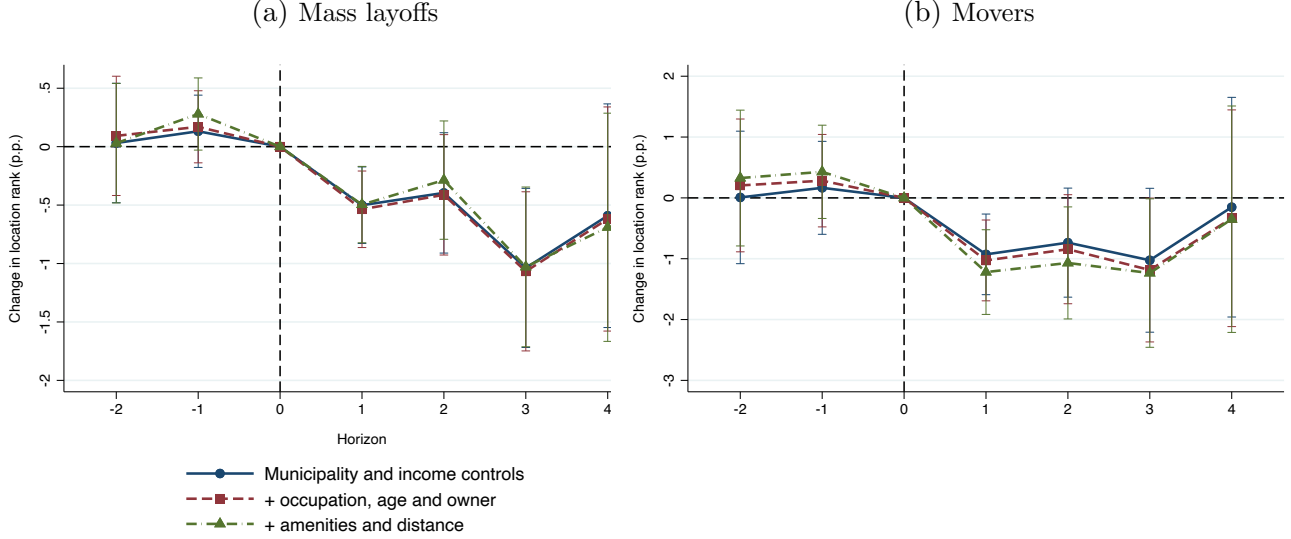 (a) Mass layoffs
Change in location rank (p.p.)
.5
0
-.5
-1
-1.5
-2
-2 -1 0 1 2 3 4
Horizon
(b) Movers
Change in location rank (p.p.)
2
1
0
-1
-2
-3
-2 -1 0 1 2 3 4
Municipality and income controls
+ occupation, age and owner
+ amenities and distance